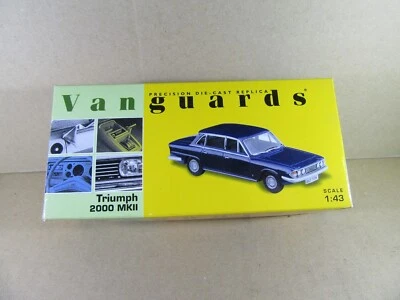 PRECISION DIE-CAST REPLICA
Vanguards
Triumph
2000 MKII
SCALE
1:43